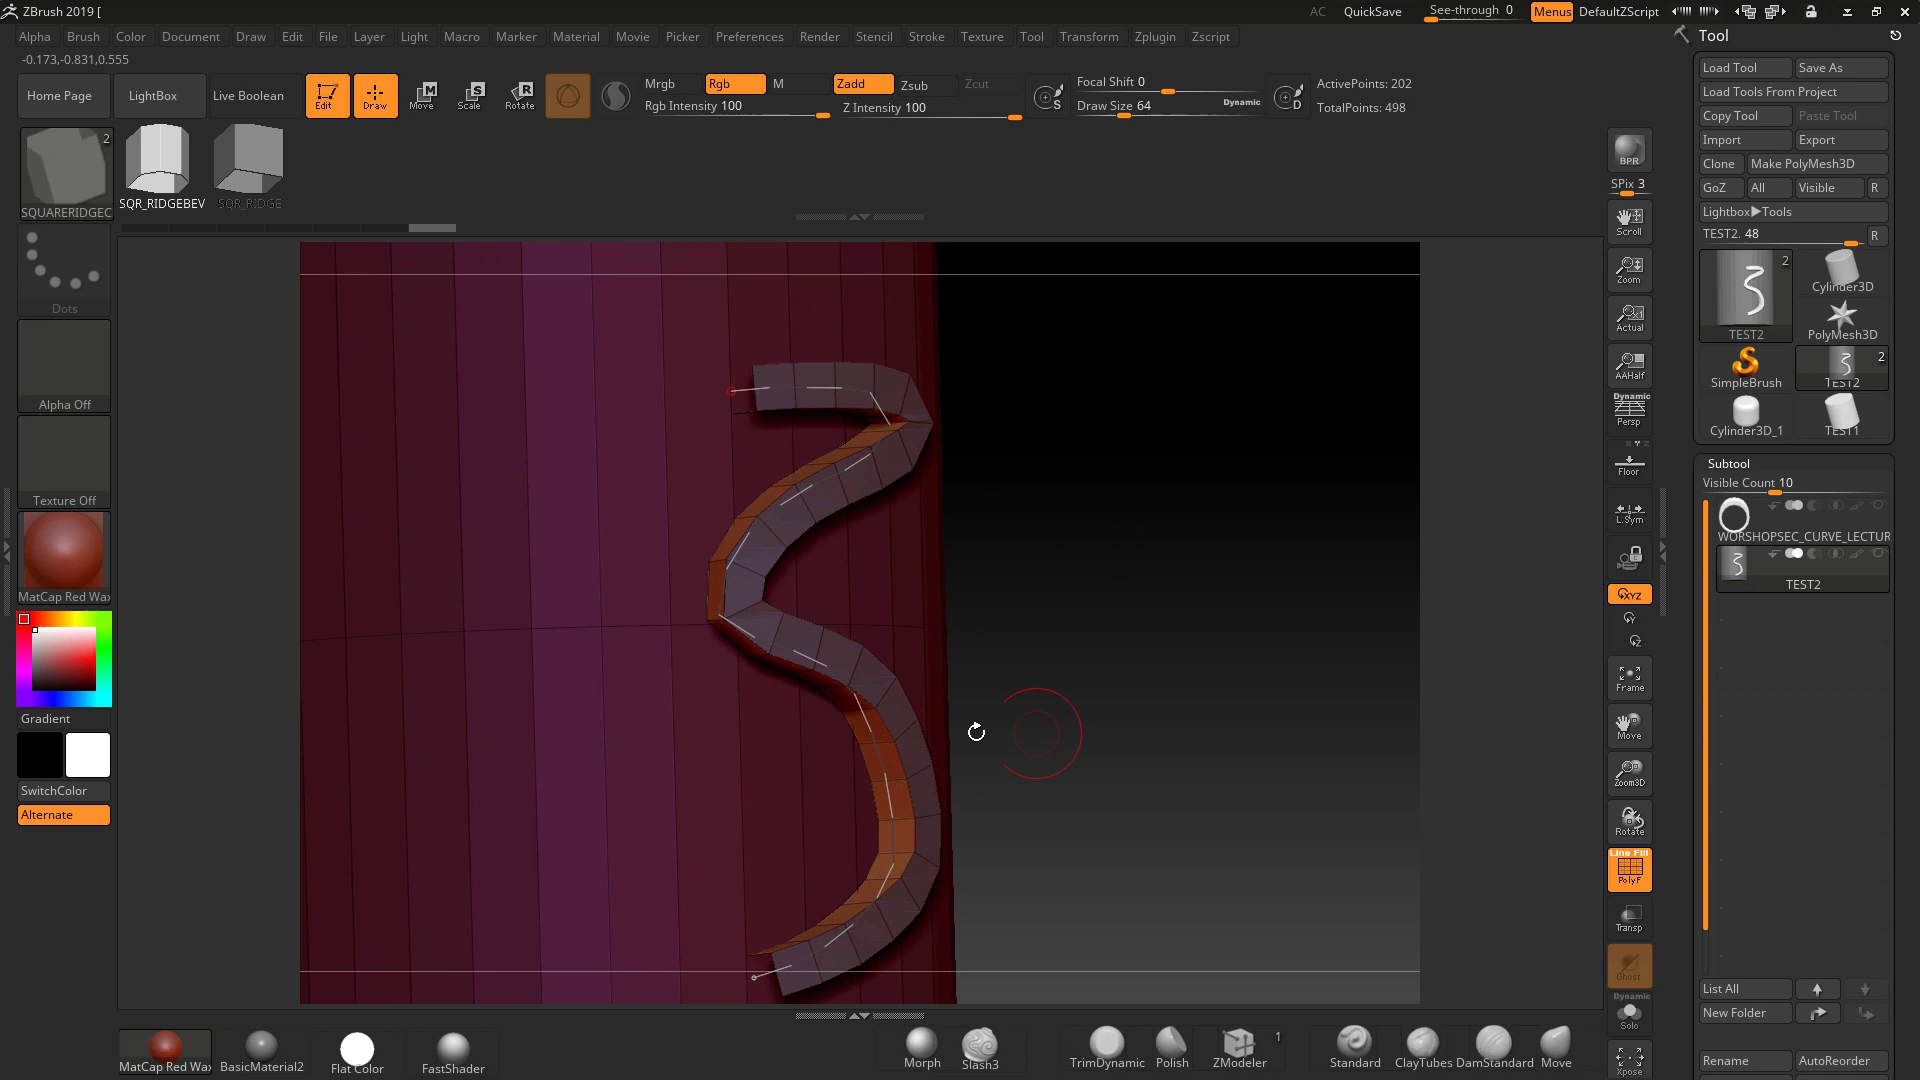 ZBrush 2019 [
AC
QuickSave
See-through 0
Menus
DefaultZScript
Alpha Brush Color Document Draw Edit File Layer Light Macro Marker Material Movie Picker Preferences Render Stencil Stroke Texture Tool Transform Zplugin Zscript
-0.173,-0.831,0.555
Home Page
LightBox
Live Boolean
Edit
Draw
Move
Scale
Rotate
Mrgb
Rgb
M
Rgb Intensity 100
Zadd
Zsub
Zcut
Z Intensity 100
S
Focal Shift 0
Draw Size 64
Dynamic
D
ActivePoints: 202
TotalPoints: 498
2
SQUARERIDGEC
SQR_RIDGEBEV
SQR_RIDGE
Dots
Alpha Off
Texture Off
MatCap Red Wax
Gradient
SwitchColor
Alternate
BPR
SPix 3
Scroll
Zoom
Actual
AAHalf
Dynamic
Persp
Floor
L.Sym
XYZ
Y
Z
Frame
Move
Zoom3D
Rotate
Line Fill
PolyF
Transp
Ghost
Dynamic
Solo
Xpose
Tool
Load Tool
Save As
Load Tools From Project
Copy Tool
Paste Tool
Import
Export
Clone
Make PolyMesh3D
GoZ
All
Visible
R
Lightbox▶Tools
TEST2. 48
R
2
TEST2
Cylinder3D
PolyMesh3D
SimpleBrush
2
TEST2
Cylinder3D_1
TEST1
Subtool
Visible Count 10
WORSHOPSEC_CURVE_LECTUR
TEST2
List All
New Folder
Rename
AutoReorder
MatCap Red Wax
BasicMaterial2
Flat Color
FastShader
Morph
Slash3
TrimDynamic
Polish
1
ZModeler
Standard
ClayTubes
DamStandard
Move